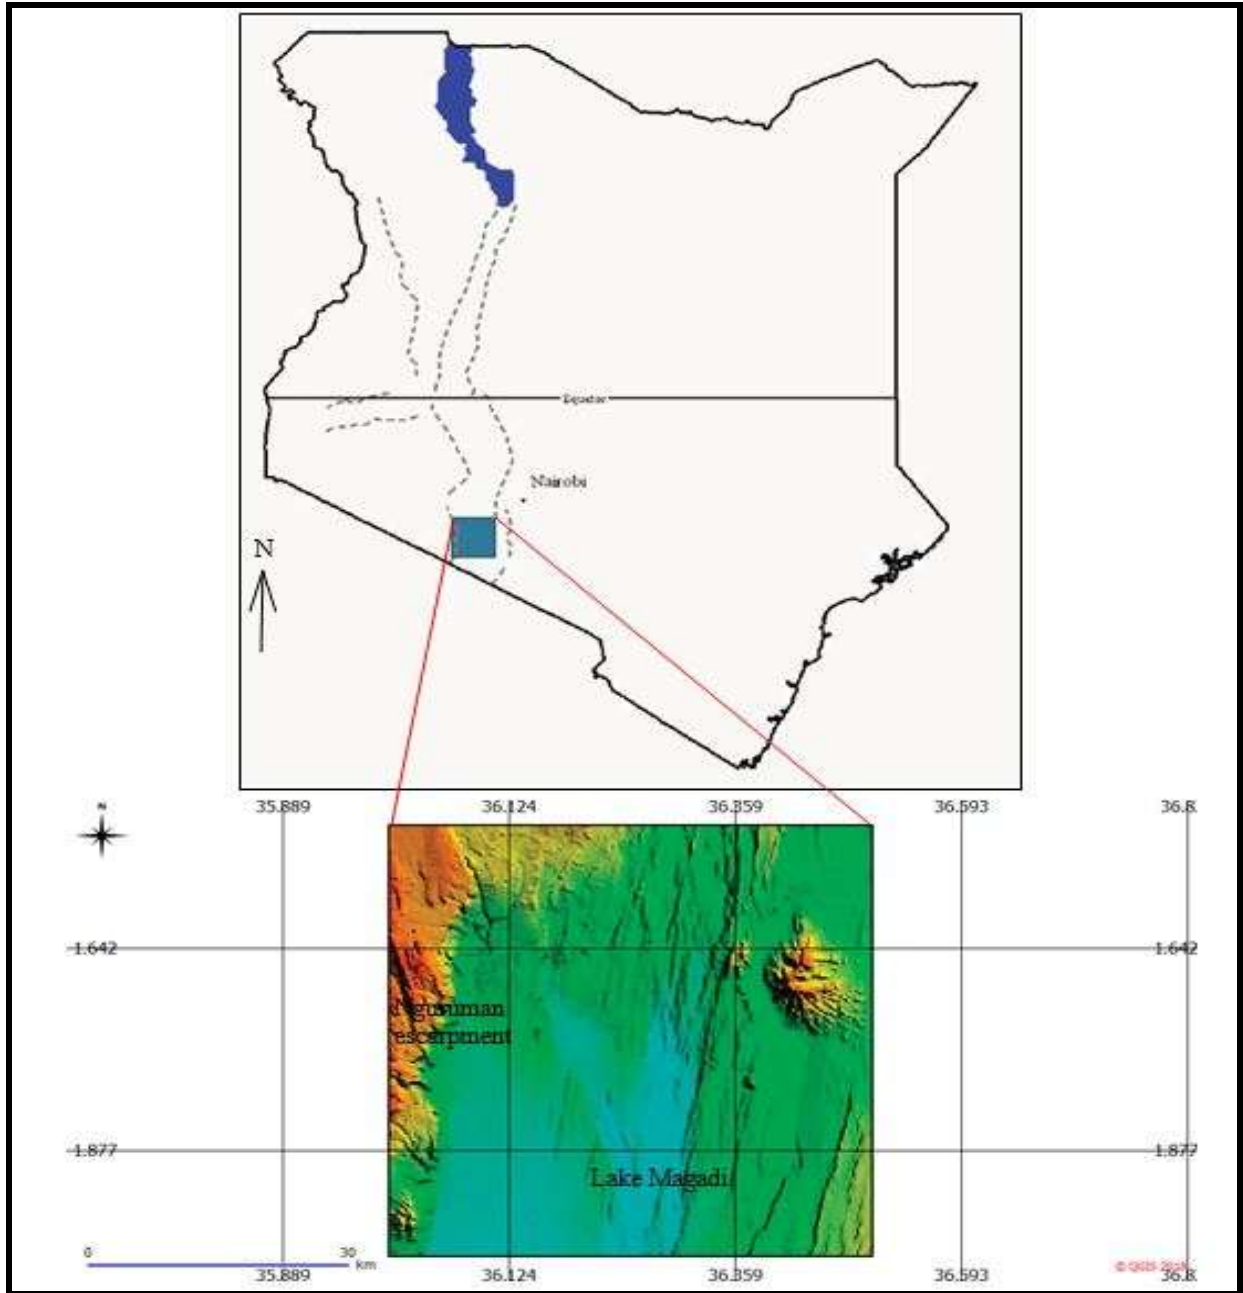 Equator
Nairobi
N
35.889 36.124 36.359 36.593 36.8
N
-1.642 -1.642
escarpment
-1.877 -1.877
Lake Magadi
0 30
km
35.889 36.124 36.359 36.593 36.8
© QGIS